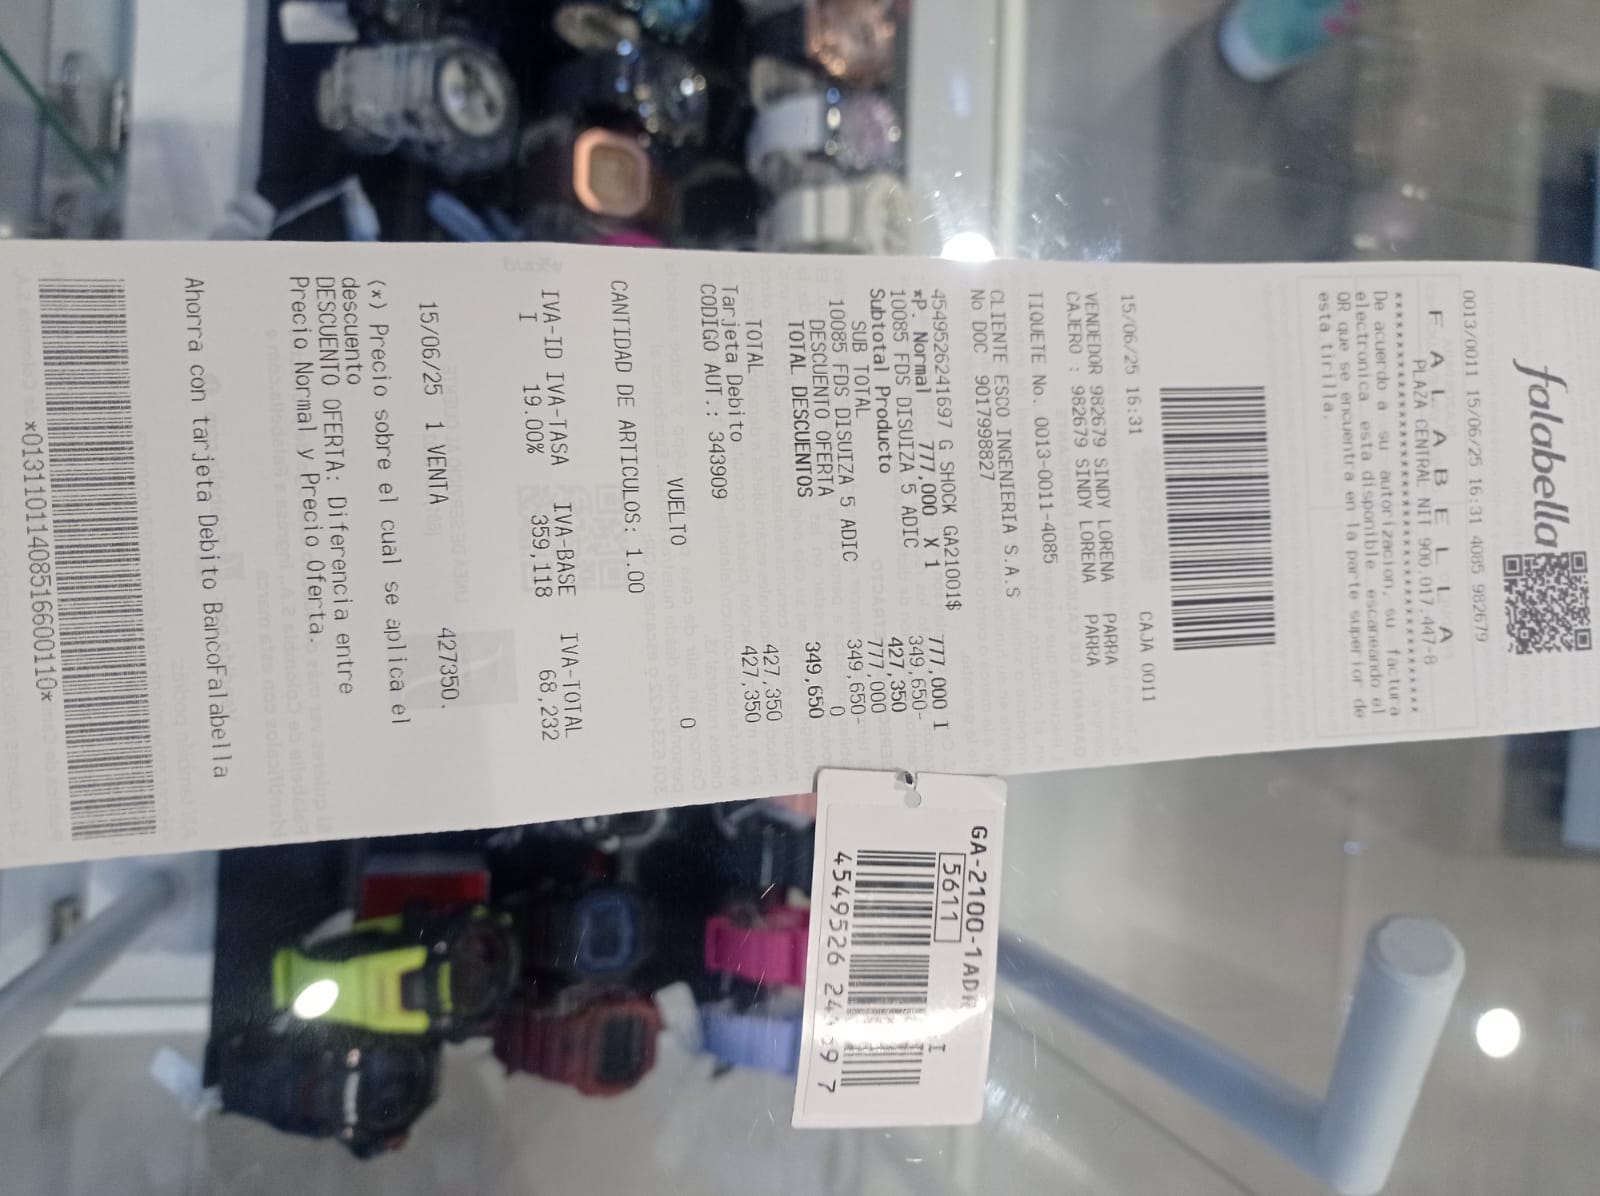 falabella
0013/0011 15/06/25 16:31 4085 982679
F A L A B E L L A
PLAZA CENTRAL NIT 900.017.447-8
De acuerdo a su autorizacion, su factura
electronica esta disponible escaneando el
QR que se encuentra en la parte superior de
esta tirilla.
15/06/25 16:31 CAJA 0011
VENDEDOR 982679 SINDY LORENA PARRA
CAJERO : 982679 SINDY LORENA PARRA
TIQUETE No. 0013-0011-4085
CLIENTE ESCO INGENIERIA S.A.S
No DOC 9017998827
4549526241697 G SHOCK GA21001$ 777,000 I
*P. Normal 777,000 X 1
10085 FDS DISUIZA 5 ADIC 349,650-
Subtotal Producto 427,350
SUB TOTAL 777,000
10085 FDS DISUIZA 5 ADIC 349,650-
DESCUENTO OFERTA 0
TOTAL DESCUENTOS 349,650
TOTAL 427,350
Tarjeta Debito 427,350
CODIGO AUT.: 343909
VUELTO 0
CANTIDAD DE ARTICULOS: 1.00
IVA-ID IVA-TASA IVA-BASE IVA-TOTAL
I 19.00% 359,118 68,232
15/06/25 1 VENTA 427350.
(*) Precio sobre el cual se aplica el
descuento
DESCUENTO OFERTA: Diferencia entre
Precio Normal y Precio Oferta.
Ahorra con tarjeta Debito BancoFalabella
*01311011408516600110*
GA-2100-1ADR
5611
4549526 24 9 7